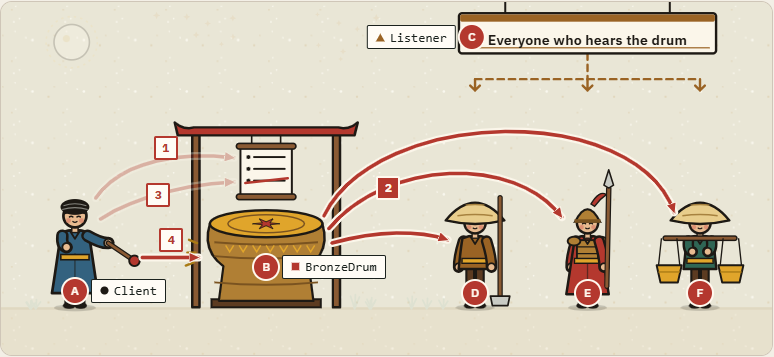 Listener
C
Everyone who hears the drum
1
3
2
4
B
BronzeDrum
A
Client
D
E
F